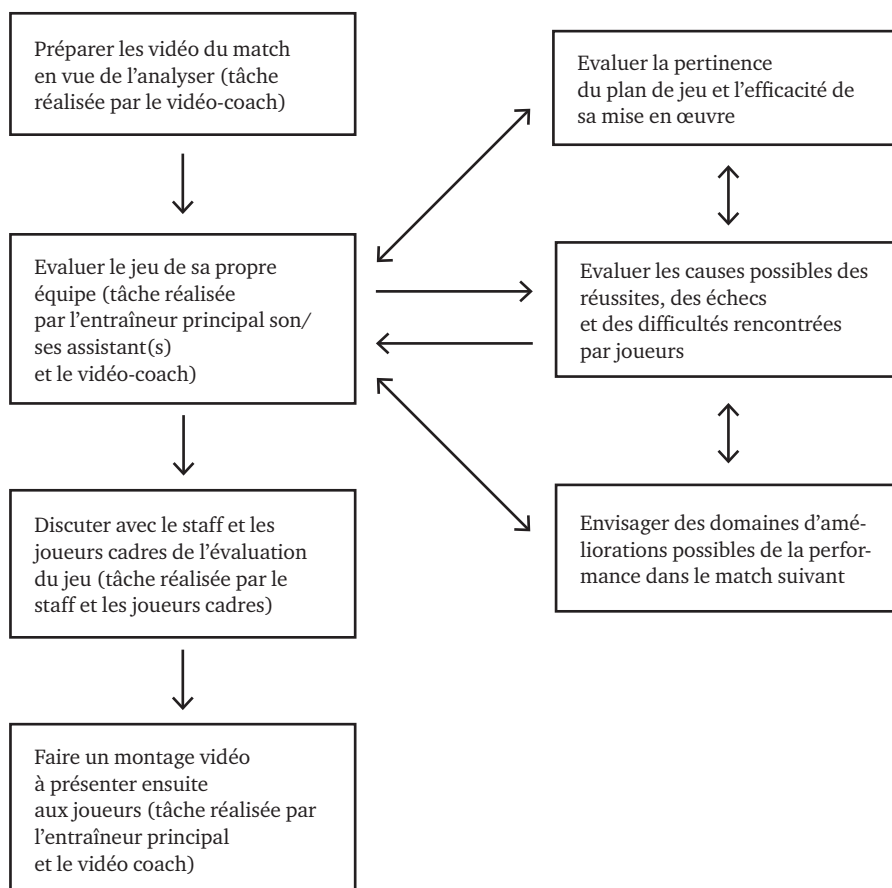 Préparer les vidéo du match
en vue de l'analyser (tâche
réalisée par le vidéo-coach)
Evaluer le jeu de sa propre
équipe (tâche réalisée
par l'entraîneur principal son/
ses assistant(s)
et le vidéo-coach)
Discuter avec le staff et les
joueurs cadres de l'évaluation
du jeu (tâche réalisée par le
staff et les joueurs cadres)
Faire un montage vidéo
à présenter ensuite
aux joueurs (tâche réalisée par
l'entraîneur principal
et le vidéo coach)
Evaluer la pertinence
du plan de jeu et l'efficacité de
sa mise en œuvre
Evaluer les causes possibles des
réussites, des échecs
et des difficultés rencontrées
par joueurs
Envisager des domaines d'amé-
liorations possibles de la perfor-
mance dans le match suivant